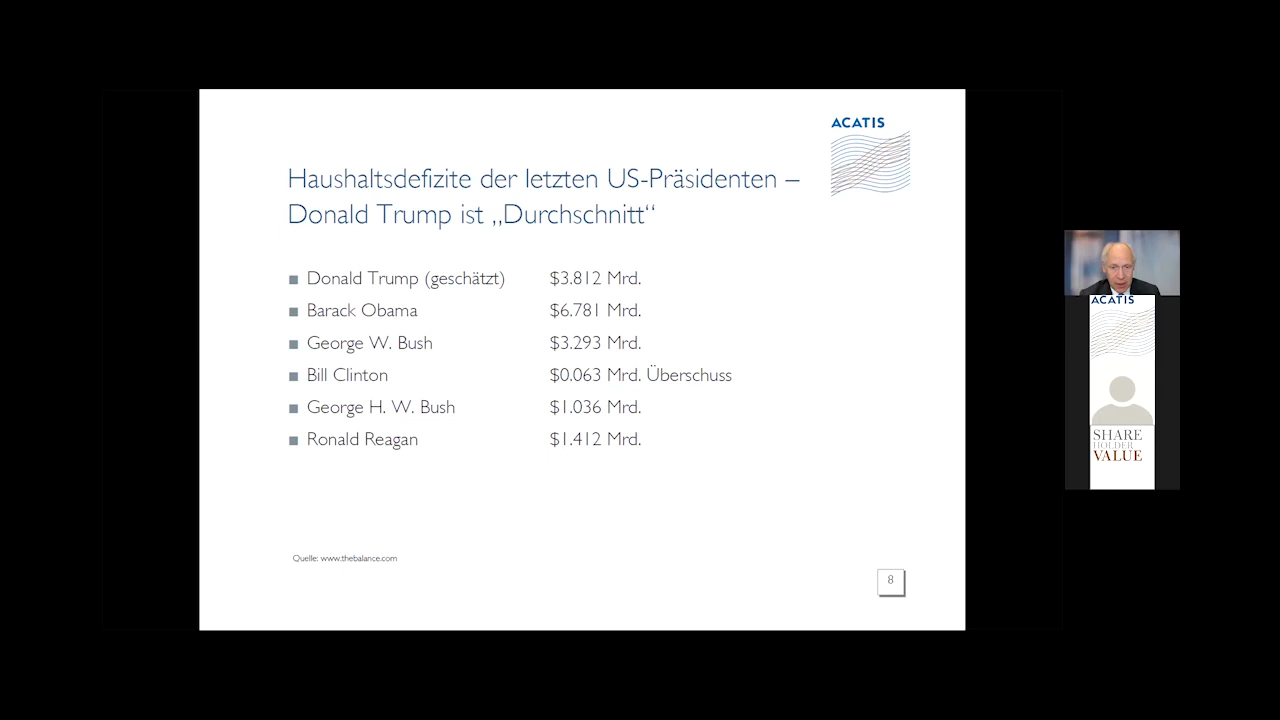 ACATIS
Haushaltsdefizite der letzten US-Präsidenten –
Donald Trump ist „Durchschnitt“
■ Donald Trump (geschätzt) $3.812 Mrd.
■ Barack Obama $6.781 Mrd.
■ George W. Bush $3.293 Mrd.
■ Bill Clinton $0.063 Mrd. Überschuss
■ George H. W. Bush $1.036 Mrd.
■ Ronald Reagan $1.412 Mrd.
Quelle: www.thebalance.com
8
ACATIS
SHARE
HOLDER
VALUE